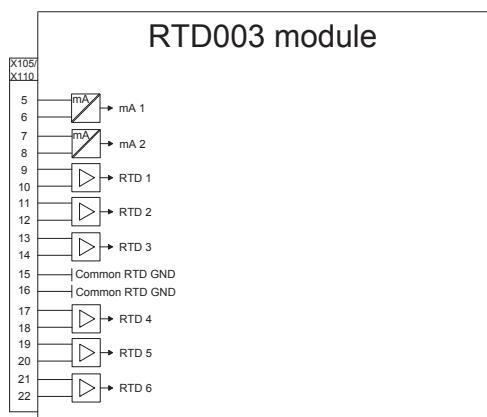 RTD003 module
X105/
X110
5
mA
mA 1
6
7
mA
mA 2
8
9
RTD 1
10
11
RTD 2
12
13
RTD 3
14
15 Common RTD GND
16 Common RTD GND
17
RTD 4
18
19
RTD 5
20
21
RTD 6
22